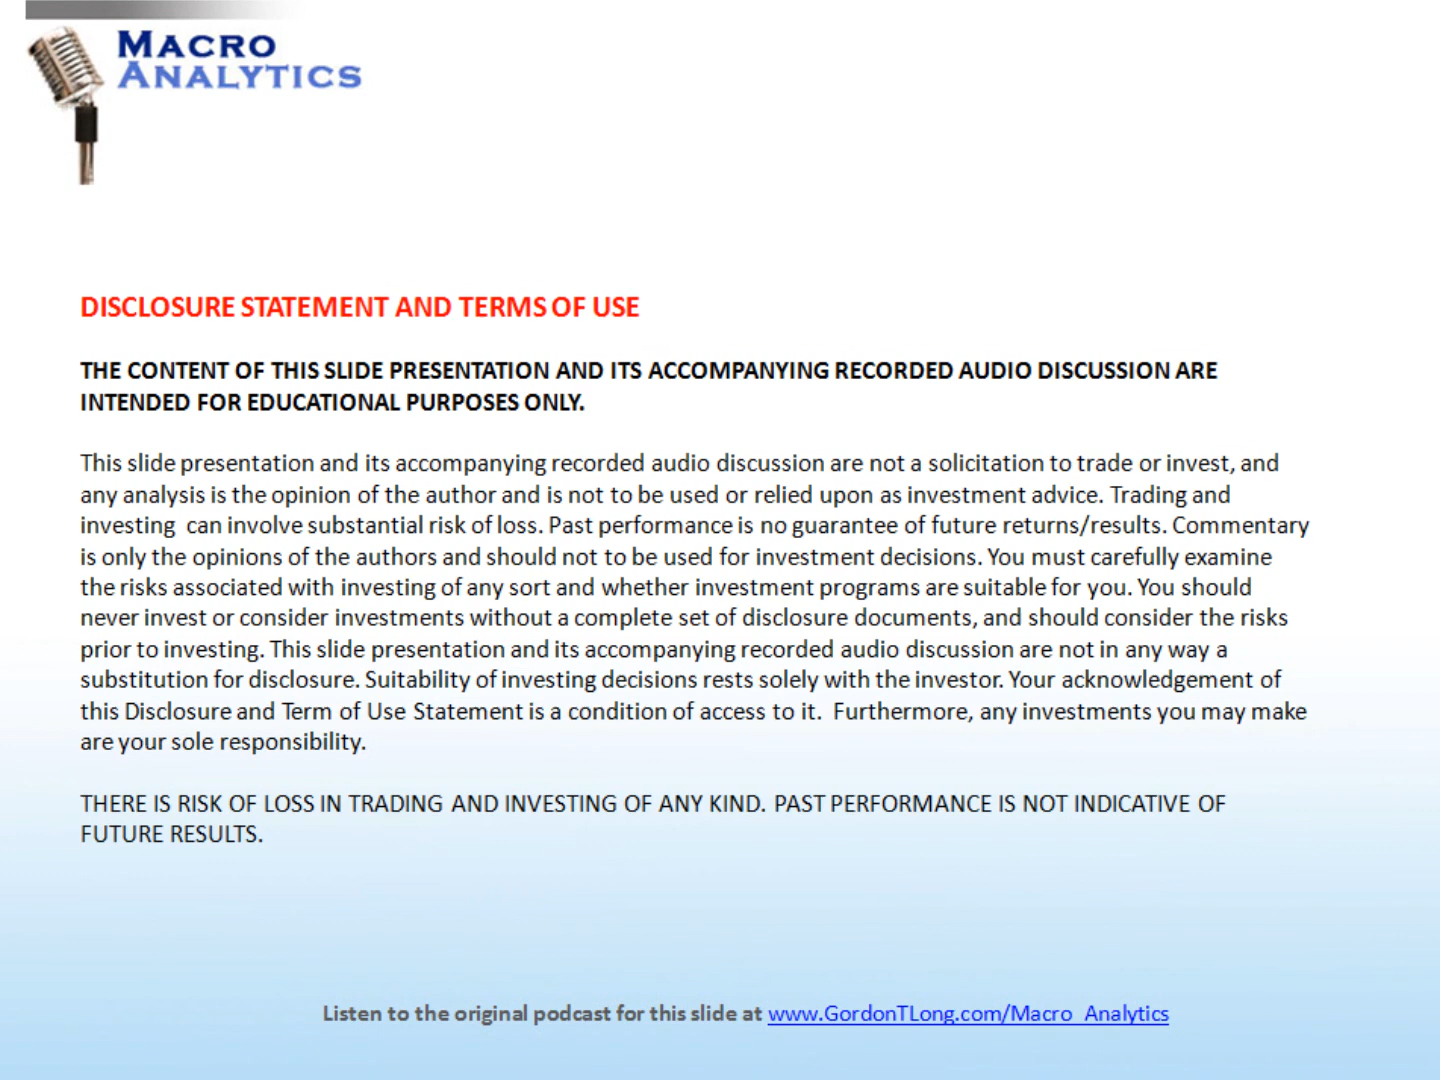 MACRO
ANALYTICS
DISCLOSURE STATEMENT AND TERMS OF USE
THE CONTENT OF THIS SLIDE PRESENTATION AND ITS ACCOMPANYING RECORDED AUDIO DISCUSSION ARE
INTENDED FOR EDUCATIONAL PURPOSES ONLY.
This slide presentation and its accompanying recorded audio discussion are not a solicitation to trade or invest, and
any analysis is the opinion of the author and is not to be used or relied upon as investment advice. Trading and
investing can involve substantial risk of loss. Past performance is no guarantee of future returns/results. Commentary
is only the opinions of the authors and should not to be used for investment decisions. You must carefully examine
the risks associated with investing of any sort and whether investment programs are suitable for you. You should
never invest or consider investments without a complete set of disclosure documents, and should consider the risks
prior to investing. This slide presentation and its accompanying recorded audio discussion are not in any way a
substitution for disclosure. Suitability of investing decisions rests solely with the investor. Your acknowledgement of
this Disclosure and Term of Use Statement is a condition of access to it. Furthermore, any investments you may make
are your sole responsibility.
THERE IS RISK OF LOSS IN TRADING AND INVESTING OF ANY KIND. PAST PERFORMANCE IS NOT INDICATIVE OF
FUTURE RESULTS.
Listen to the original podcast for this slide at www.GordonTLong.com/Macro_Analytics